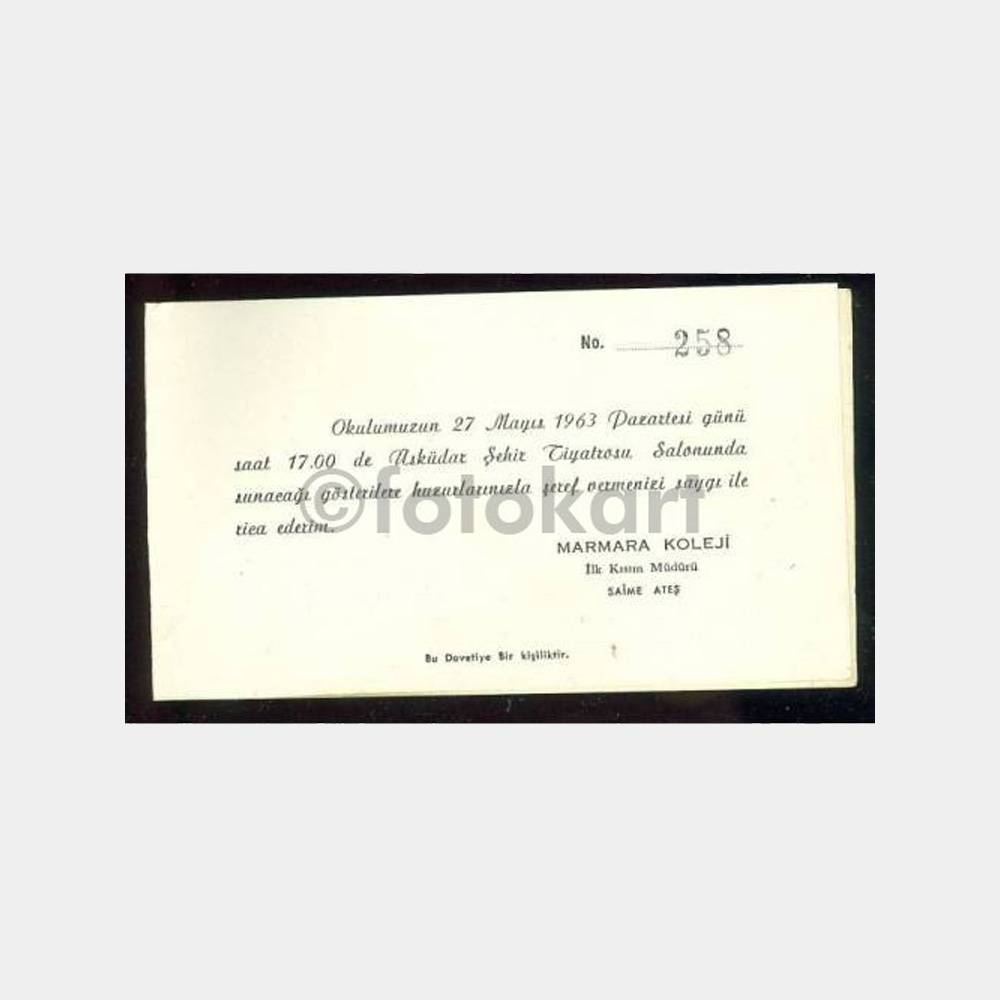 No. 258
Okulumuzun 27 Mayıs 1963 Pazartesi günü
saat 17.00 de Üsküdar Şehir Tiyatrosu Salonunda
sunacağı gösterilere huzurlarınızla şeref vermenizi saygı ile
rica ederim.
©fotokart
MARMARA KOLEJİ
İlk Kısım Müdürü
SAİME ATEŞ
Bu Davetiye Bir kişiliktir.